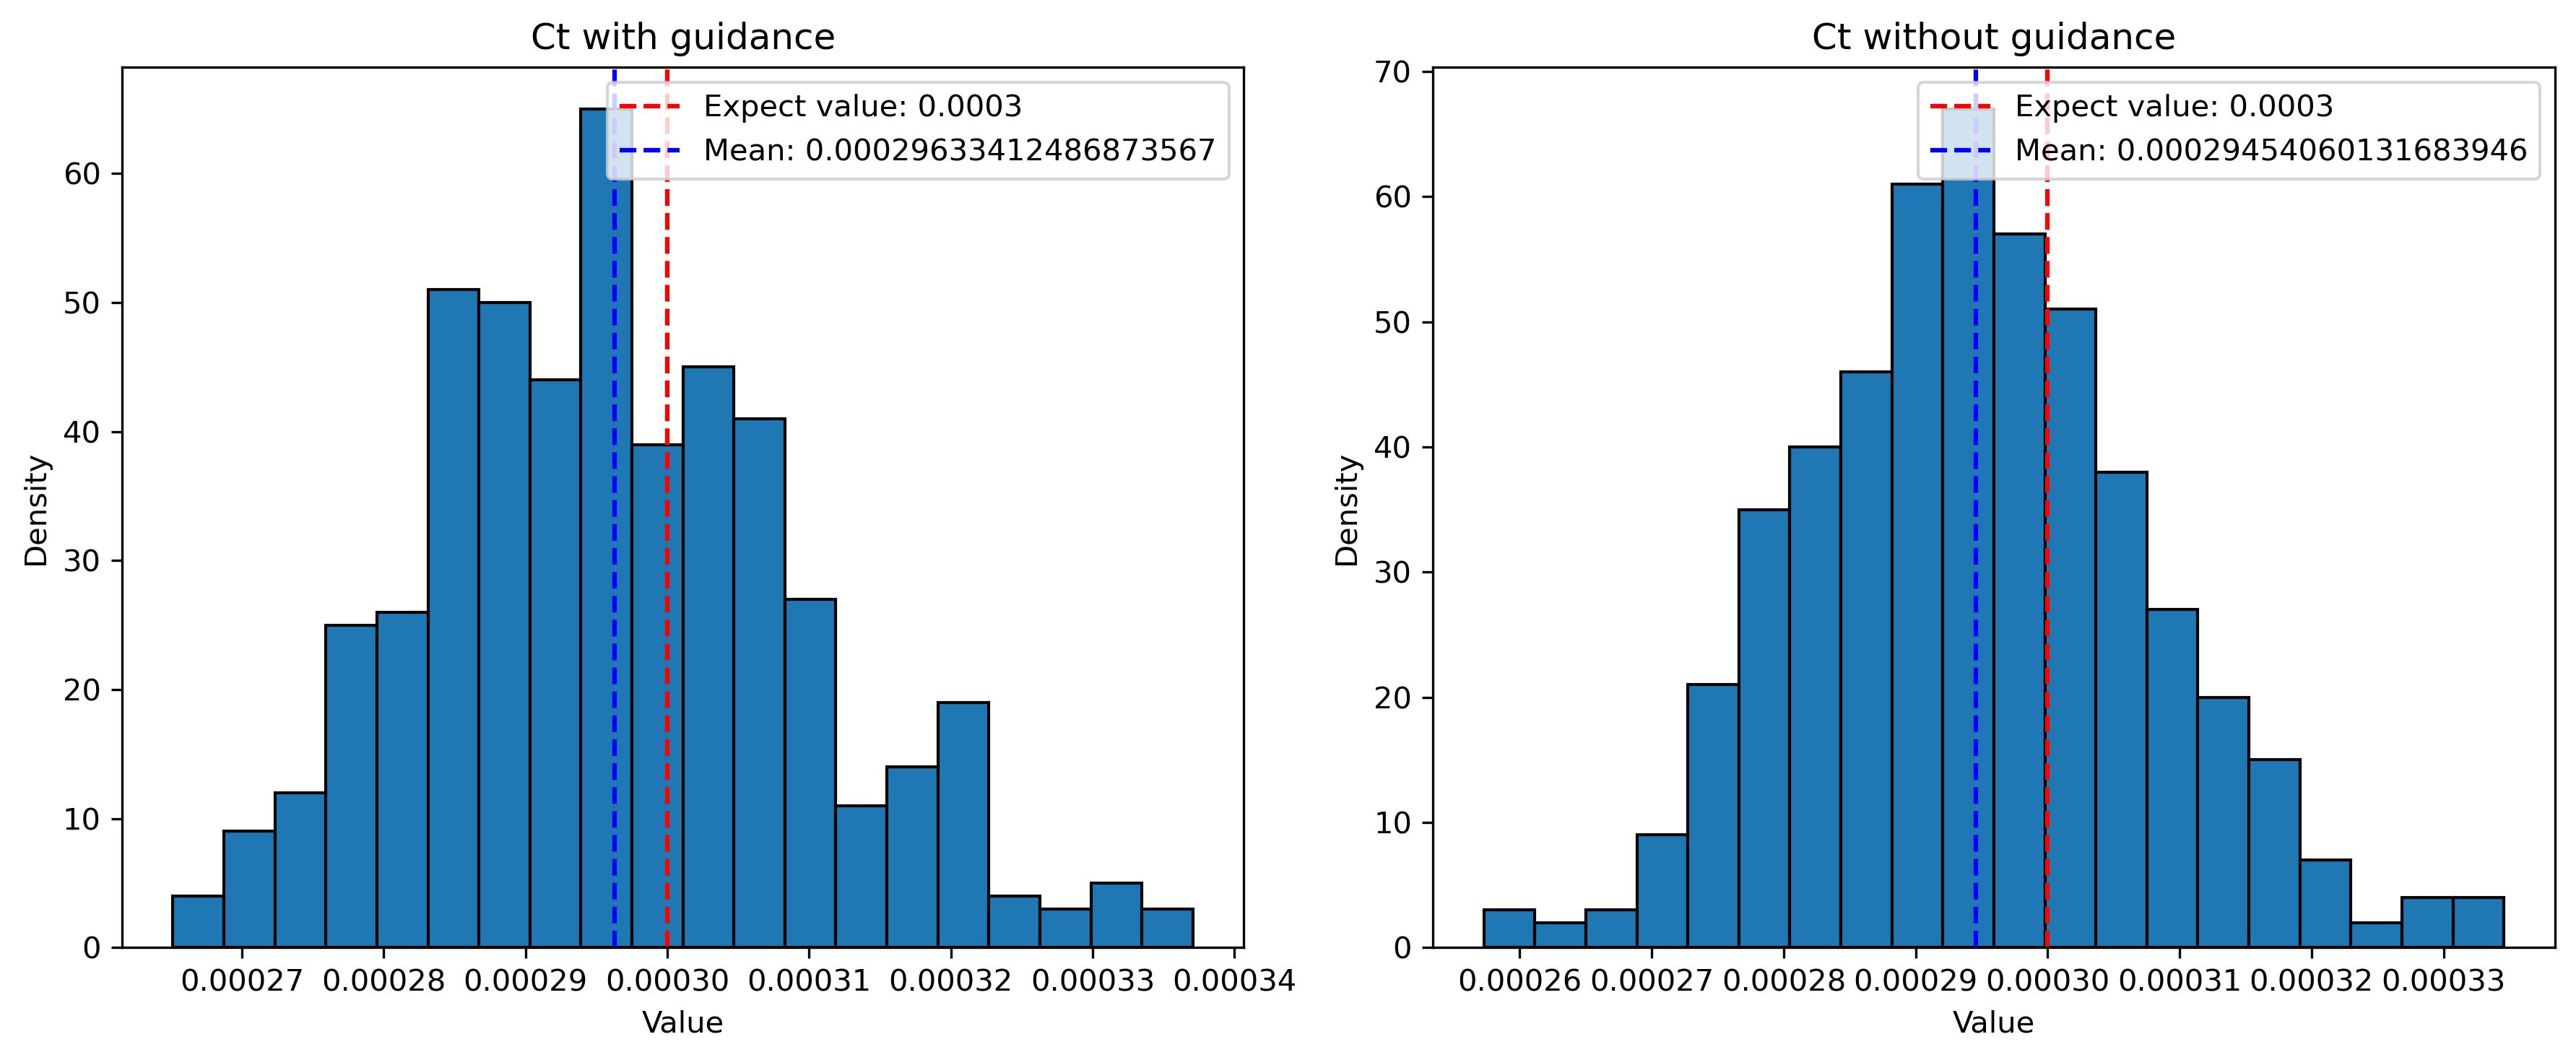 Ct with guidance
Expect value: 0.0003
Mean: 0.00029633412486873567
Density
60
50
40
30
20
10
0
0.00027 0.00028 0.00029 0.00030 0.00031 0.00032 0.00033 0.00034
Value
Ct without guidance
Expect value: 0.0003
Mean: 0.00029454060131683946
Density
70
60
50
40
30
20
10
0
0.00026 0.00027 0.00028 0.00029 0.00030 0.00031 0.00032 0.00033
Value